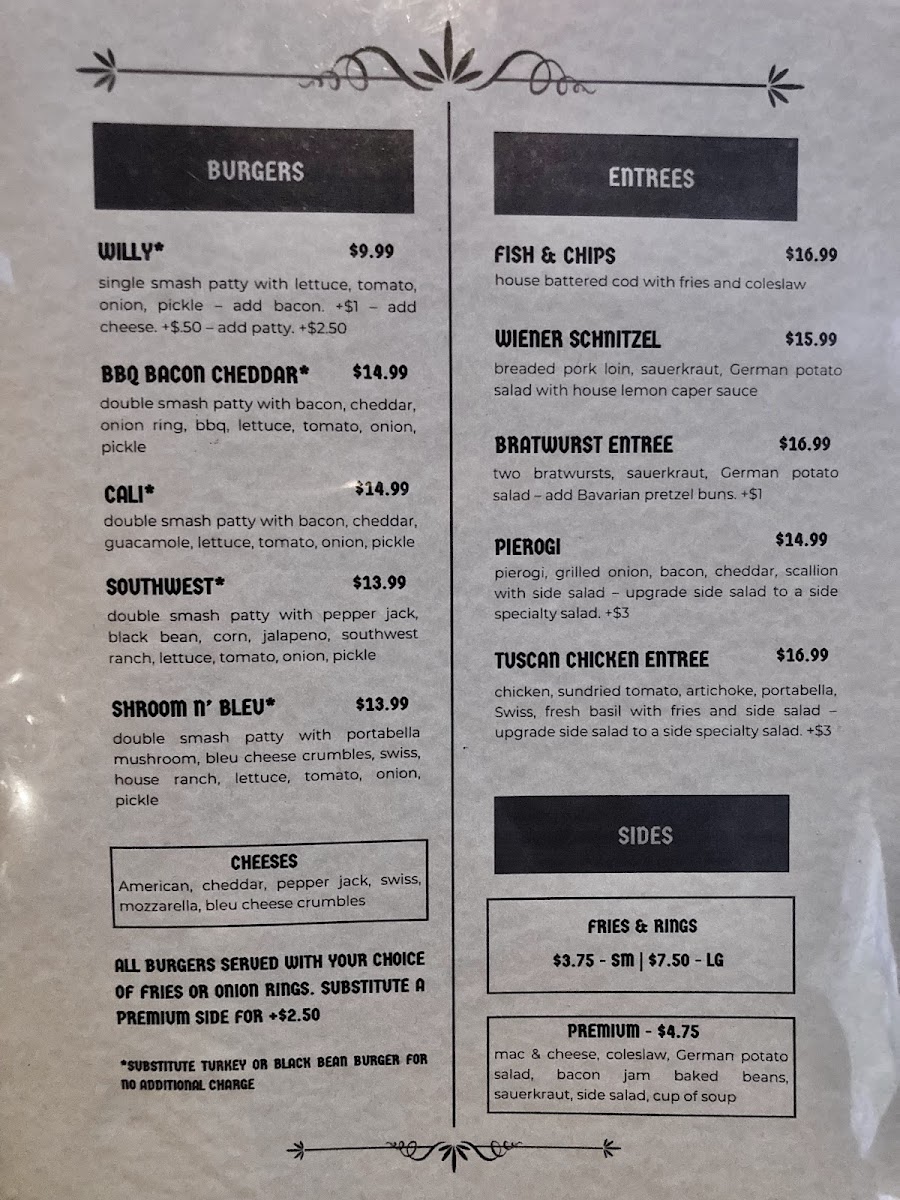 BURGERS
WILLY* $9.99
single smash patty with lettuce, tomato,
onion, pickle – add bacon. +$1 – add
cheese. +$.50 – add patty. +$2.50
BBQ BACON CHEDDAR* $14.99
double smash patty with bacon, cheddar,
onion ring, bbq, lettuce, tomato, onion,
pickle
CALI* $14.99
double smash patty with bacon, cheddar,
guacamole, lettuce, tomato, onion, pickle
SOUTHWEST* $13.99
double smash patty with pepper jack,
black bean, corn, jalapeno, southwest
ranch, lettuce, tomato, onion, pickle
SHROOM N' BLEU* $13.99
double smash patty with portabella
mushroom, bleu cheese crumbles, swiss,
house ranch, lettuce, tomato, onion,
pickle
CHEESES
American, cheddar, pepper jack, swiss,
mozzarella, bleu cheese crumbles
ALL BURGERS SERVED WITH YOUR CHOICE
OF FRIES OR ONION RINGS. SUBSTITUTE A
PREMIUM SIDE FOR +$2.50
*SUBSTITUTE TURKEY OR BLACK BEAN BURGER FOR
NO ADDITIONAL CHARGE
ENTREES
FISH & CHIPS $16.99
house battered cod with fries and coleslaw
WIENER SCHNITZEL $15.99
breaded pork loin, sauerkraut, German potato
salad with house lemon caper sauce
BRATWURST ENTREE $16.99
two bratwursts, sauerkraut, German potato
salad – add Bavarian pretzel buns. +$1
PIEROGI $14.99
pierogi, grilled onion, bacon, cheddar, scallion
with side salad – upgrade side salad to a side
specialty salad. +$3
TUSCAN CHICKEN ENTREE $16.99
chicken, sundried tomato, artichoke, portabella,
Swiss, fresh basil with fries and side salad –
upgrade side salad to a side specialty salad. +$3
SIDES
FRIES & RINGS
$3.75 - SM | $7.50 - LG
PREMIUM - $4.75
mac & cheese, coleslaw, German potato
salad, bacon jam baked beans,
sauerkraut, side salad, cup of soup